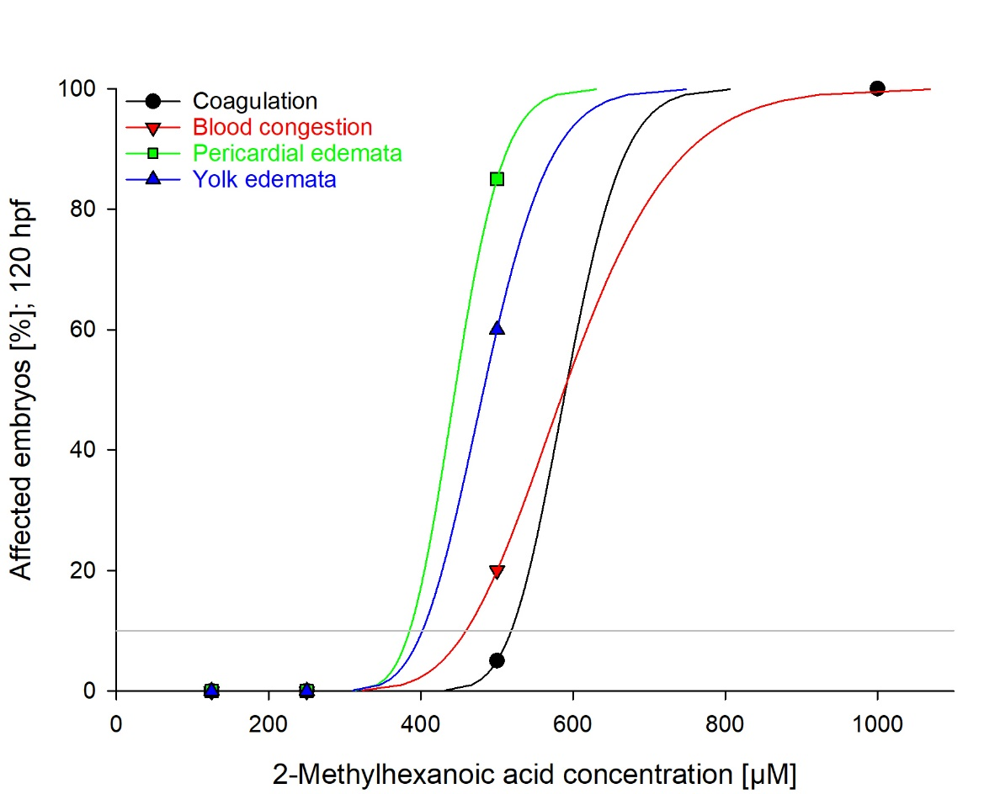 Coagulation
Blood congestion
Pericardial edemata
Yolk edemata
Affected embryos [%]; 120 hpf
100
80
60
40
20
0
0 200 400 600 800 1000
2-Methylhexanoic acid concentration [µM]